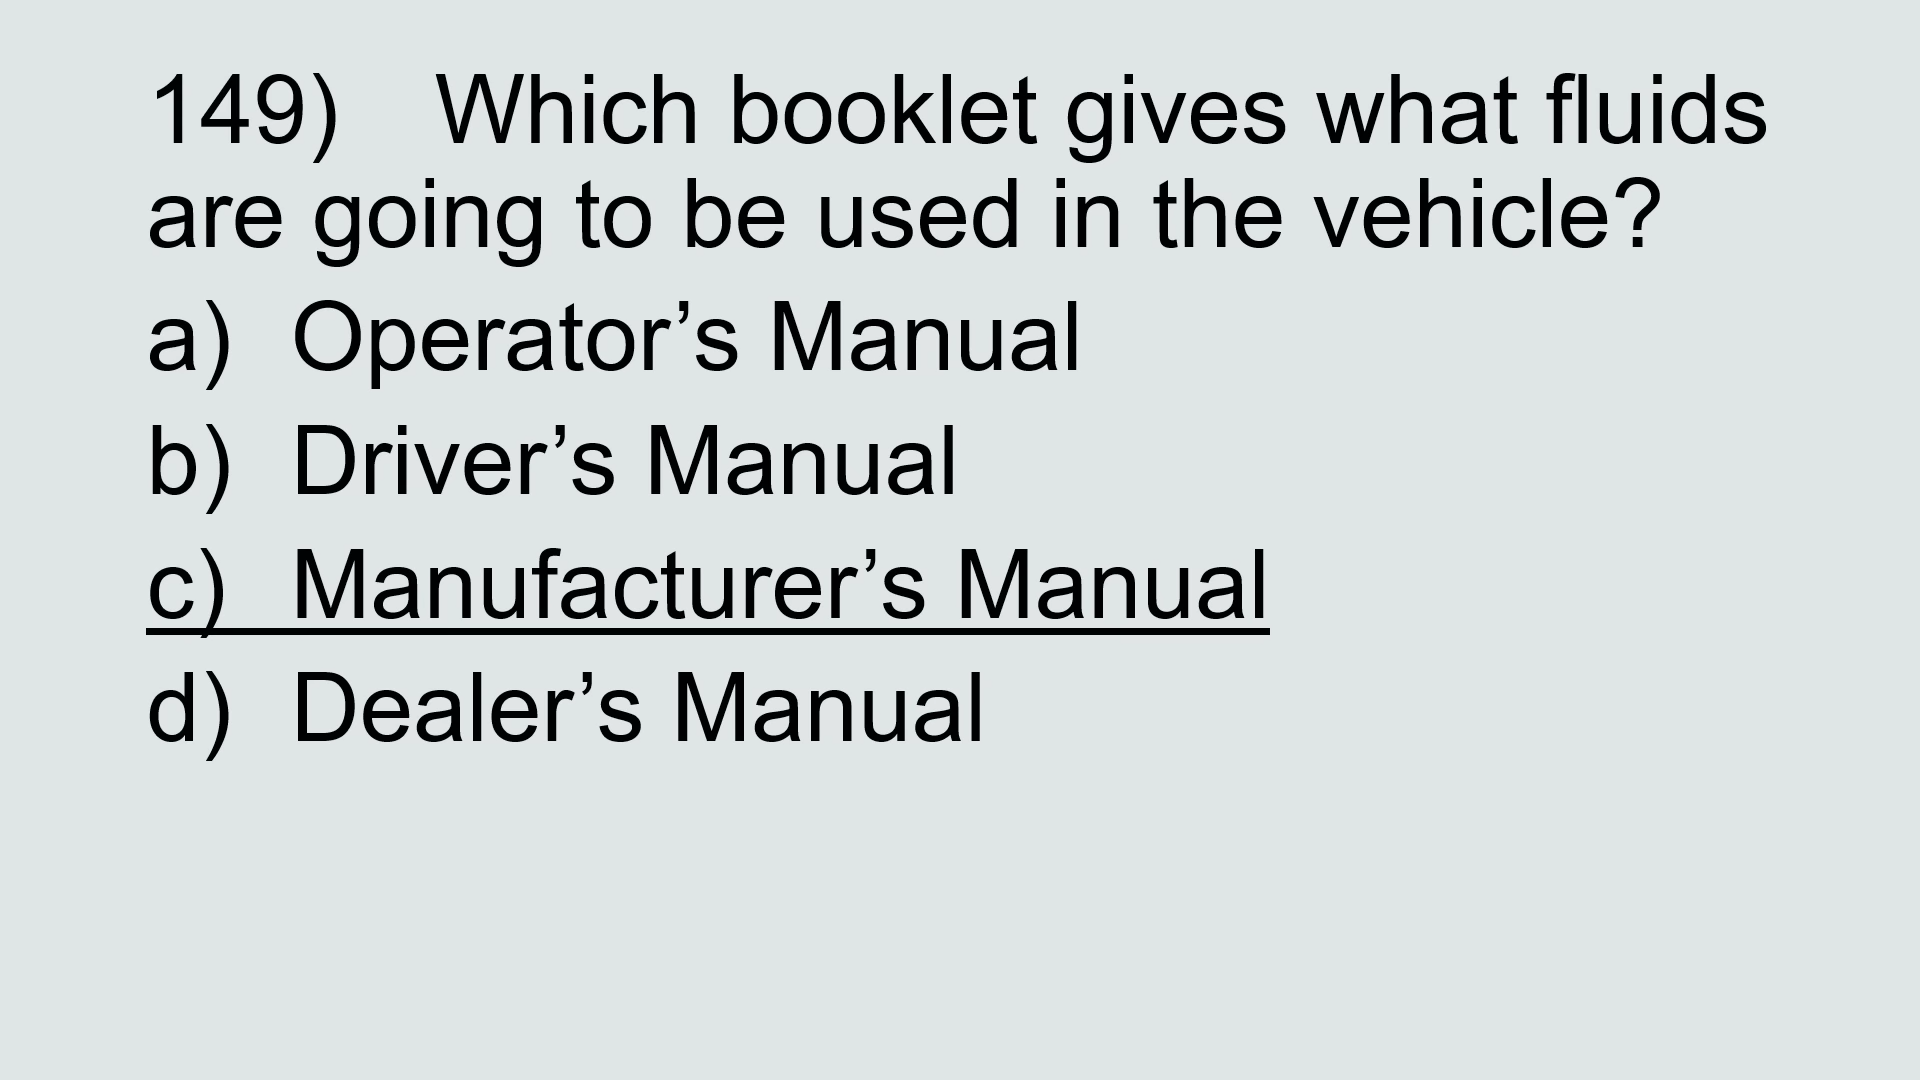 149) Which booklet gives what fluids
are going to be used in the vehicle?
a) Operator’s Manual
b) Driver’s Manual
c) Manufacturer’s Manual
d) Dealer’s Manual